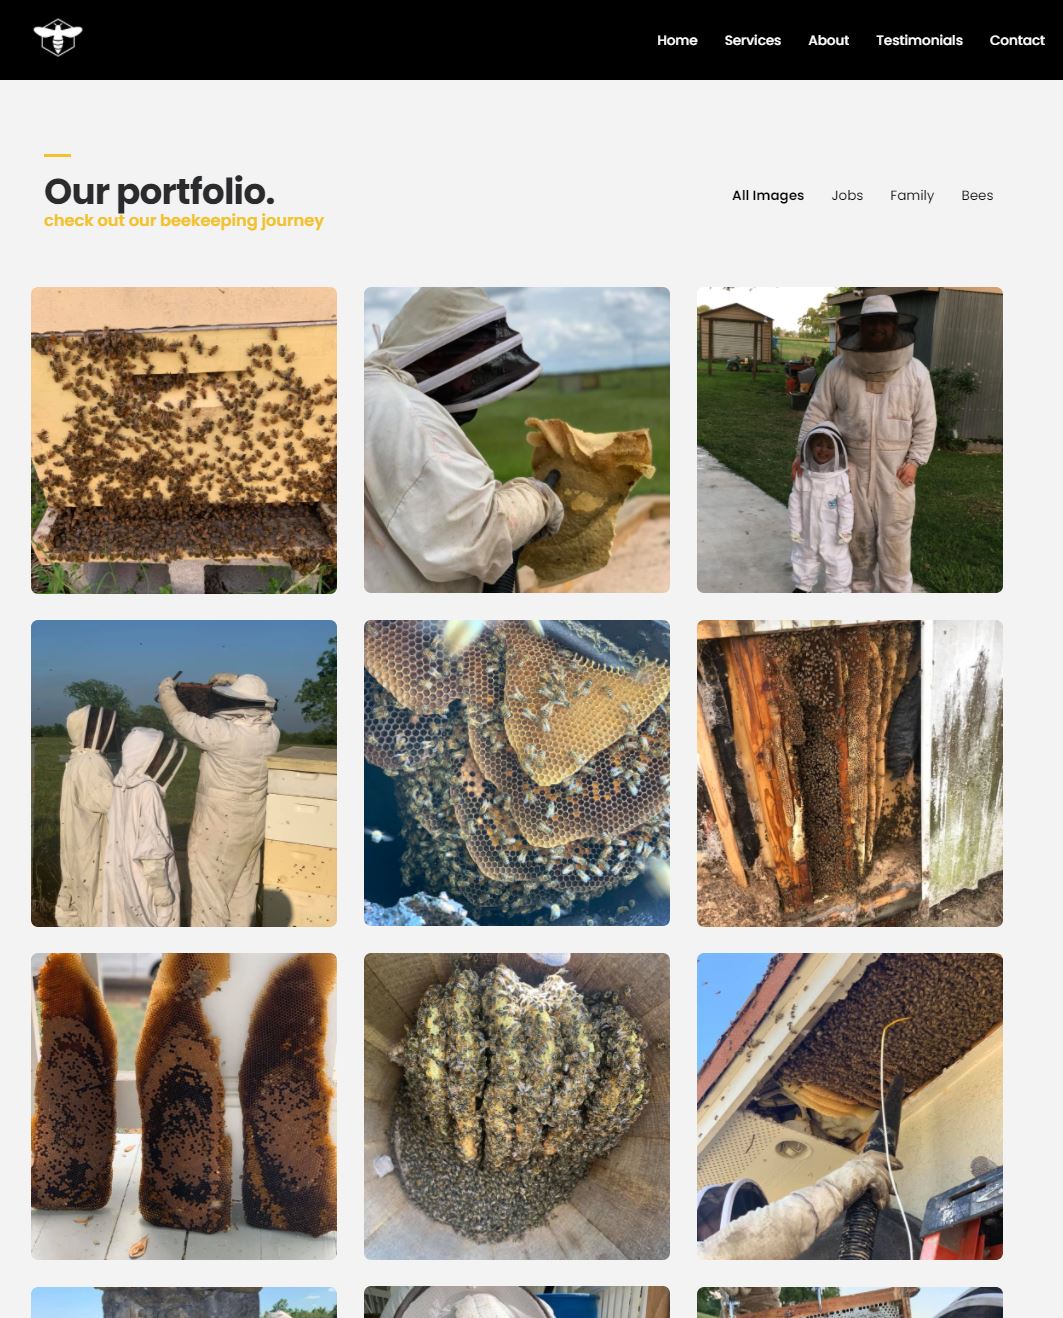 Home Services About Testimonials Contact
Our portfolio.
check out our beekeeping journey
All Images Jobs Family Bees